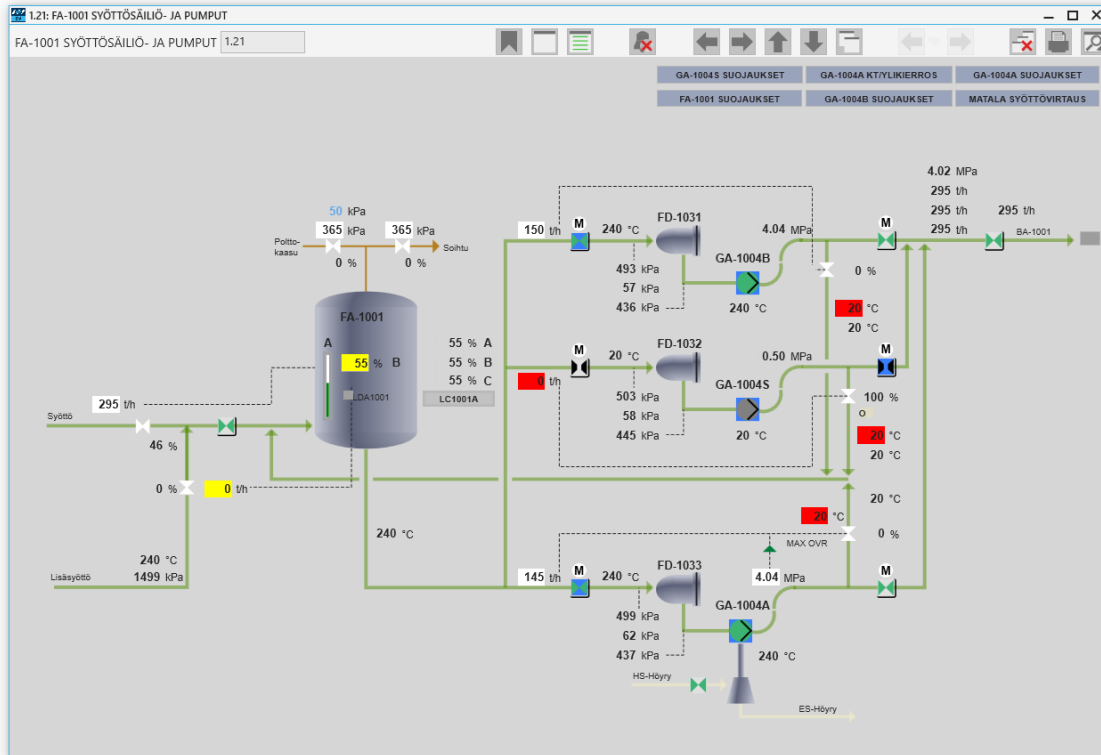 1.21: FA-1001 SYÖTTÖSÄILIÖ- JA PUMPUT
FA-1001 SYÖTTÖSÄILIÖ- JA PUMPUT 1.21
GA-1004S SUOJAUKSET GA-1004A KT/YLIKIERROS GA-1004A SUOJAUKSET
FA-1001 SUOJAUKSET GA-1004B SUOJAUKSET MATALA SYÖTTÖVIRTAUS
4.02 MPa
295 t/h
295 t/h 295 t/h
295 t/h
BA-1001
50 kPa
365 kPa 365 kPa
Poltto-
kaasu
Soihtu
0 % 0 %
150 t/h M 240 °C FD-1031 4.04 MPa M
493 kPa
57 kPa
436 kPa
GA-1004B
240 °C
0 %
20 °C
20 °C
FA-1001
A
55 % B
LDA1001
55 % A
55 % B
55 % C
LC1001A
0 t/h M 20 °C FD-1032 0.50 MPa M
503 kPa
58 kPa
445 kPa
GA-1004S
20 °C
100 %
O
20 °C
20 °C
295 t/h
Syöttö
46 %
0 % 0 t/h
240 °C
1499 kPa
Lisäsyöttö
240 °C
20 °C
20 °C
0 %
MAX OVR
145 t/h M 240 °C FD-1033 4.04 MPa M
499 kPa
62 kPa
437 kPa
GA-1004A
240 °C
HS-Höyry
ES-Höyry